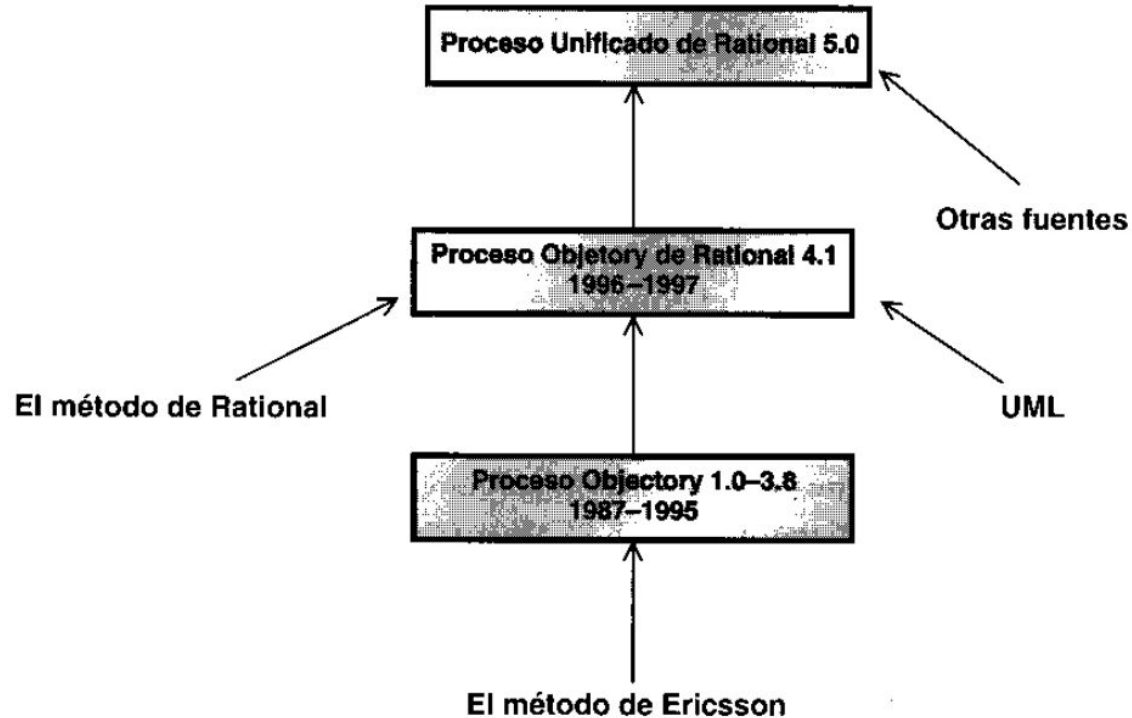 Proceso Unificado de Rational 5.0
Otras fuentes
Proceso Objetory de Rational 4.1
1996–1997
El método de Rational
UML
Proceso Objectory 1.0–3.8
1987–1995
El método de Ericsson